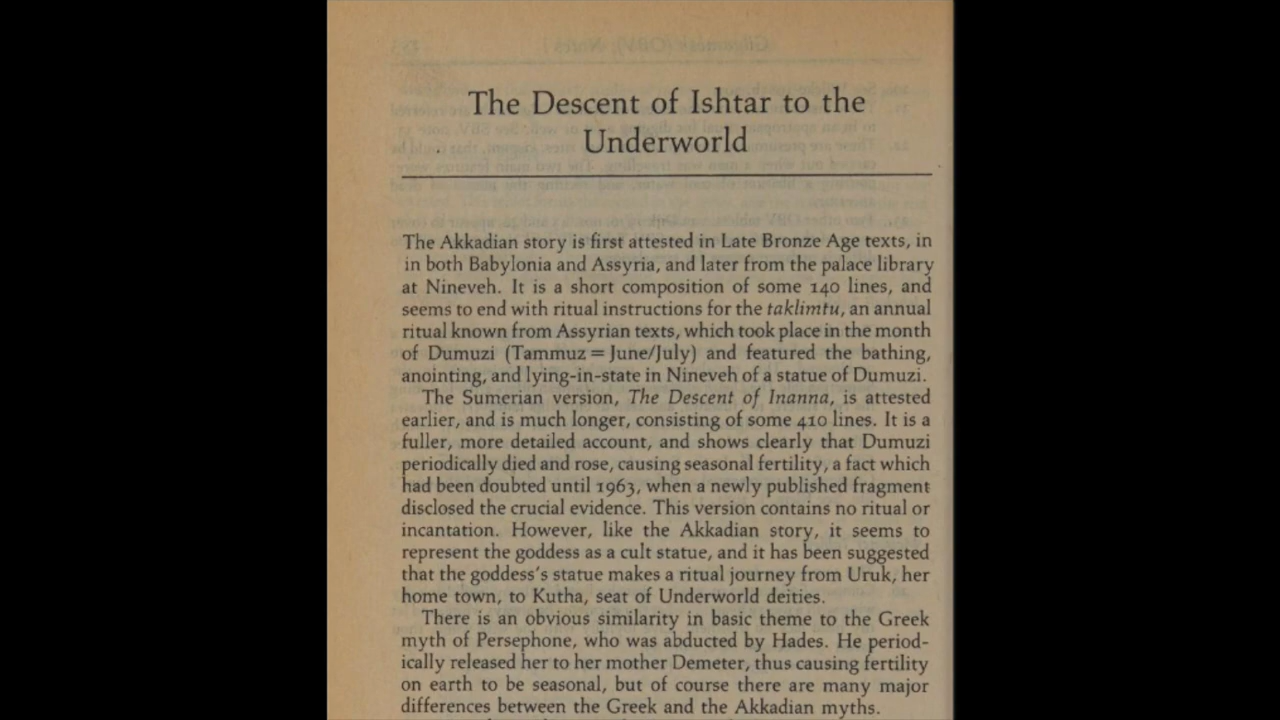 The Descent of Ishtar to the
Underworld
The Akkadian story is first attested in Late Bronze Age texts, in
in both Babylonia and Assyria, and later from the palace library
at Nineveh. It is a short composition of some 140 lines, and
seems to end with ritual instructions for the taklimtu, an annual
ritual known from Assyrian texts, which took place in the month
of Dumuzi (Tammuz = June/July) and featured the bathing,
anointing, and lying-in-state in Nineveh of a statue of Dumuzi.
The Sumerian version, The Descent of Inanna, is attested
earlier, and is much longer, consisting of some 410 lines. It is a
fuller, more detailed account, and shows clearly that Dumuzi
periodically died and rose, causing seasonal fertility, a fact which
had been doubted until 1963, when a newly published fragment
disclosed the crucial evidence. This version contains no ritual or
incantation. However, like the Akkadian story, it seems to
represent the goddess as a cult statue, and it has been suggested
that the goddess's statue makes a ritual journey from Uruk, her
home town, to Kutha, seat of Underworld deities.
There is an obvious similarity in basic theme to the Greek
myth of Persephone, who was abducted by Hades. He period-
ically released her to her mother Demeter, thus causing fertility
on earth to be seasonal, but of course there are many major
differences between the Greek and the Akkadian myths.